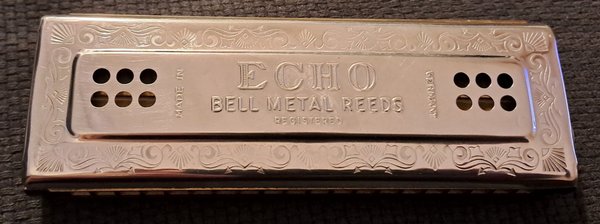 MADE IN
ECHO
BELL METAL REEDS
REGISTERED
GERMANY